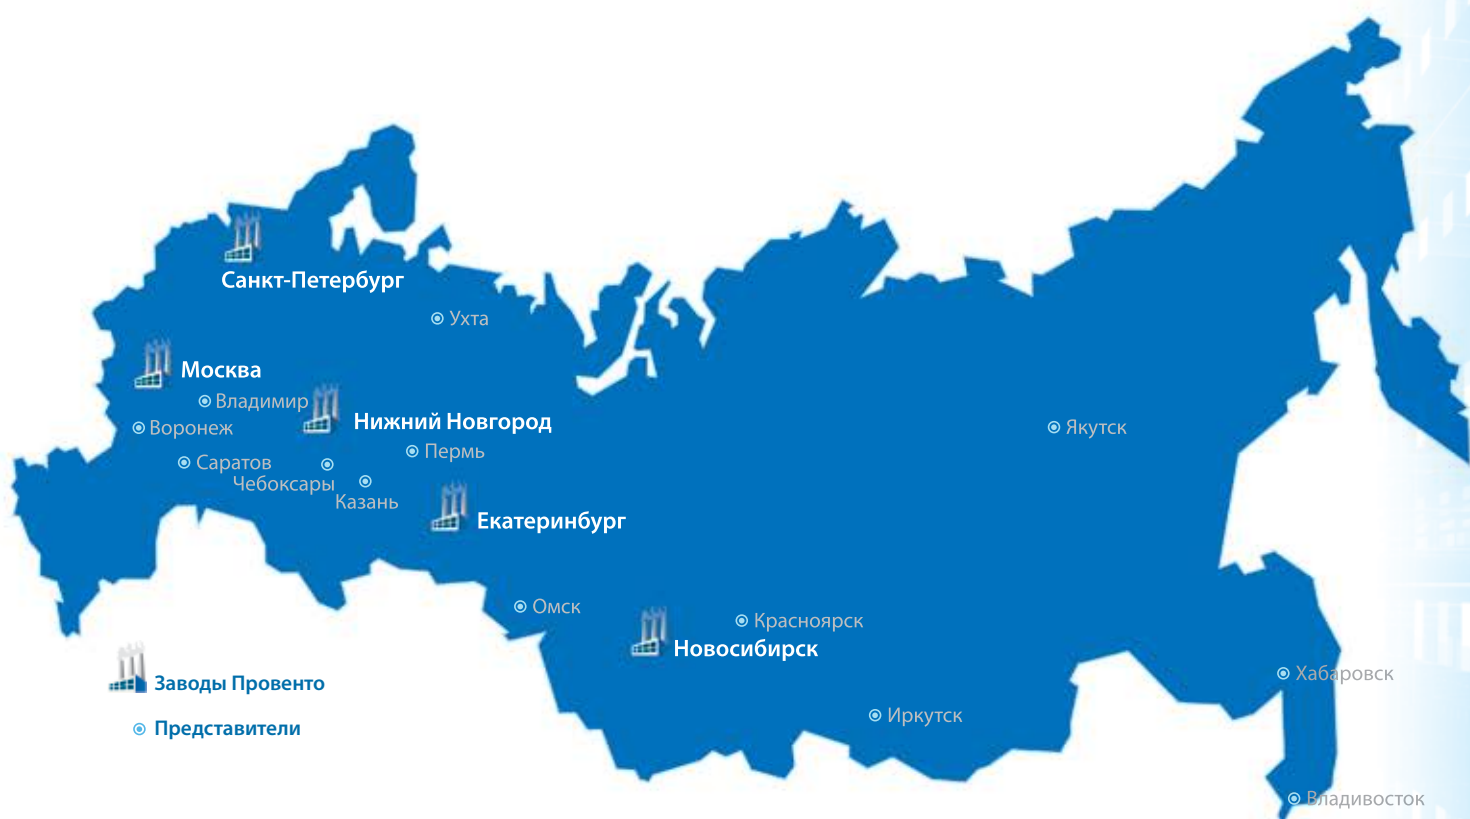 Санкт-Петербург
Ухта
Москва
Владимир
Нижний Новгород
Воронеж
Якутск
Пермь
Саратов
Чебоксары
Казань
Екатеринбург
Омск
Красноярск
Новосибирск
Хабаровск
Заводы Провенто
Иркутск
Представители
Владивосток